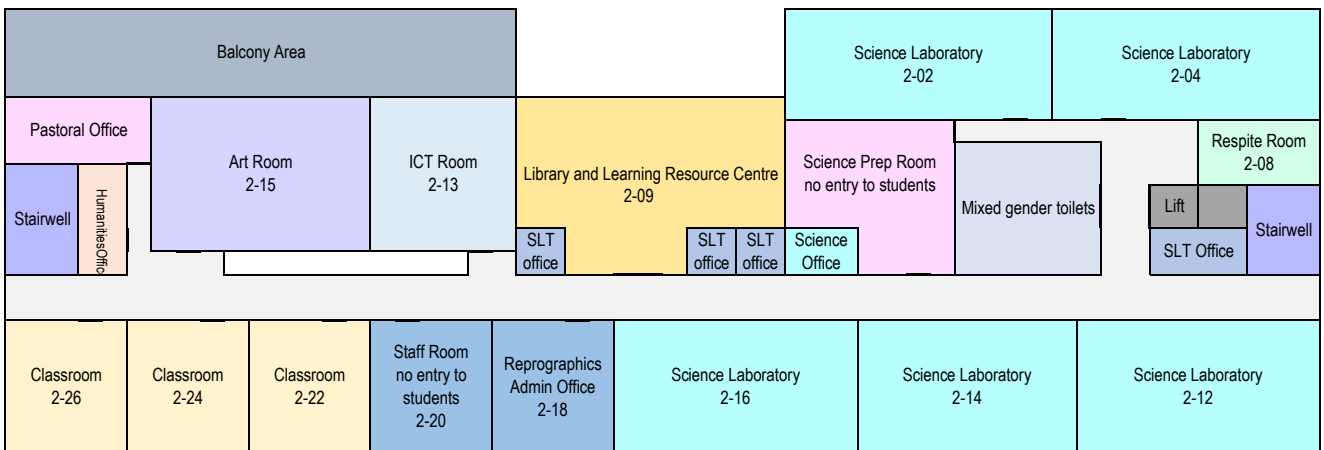 Balcony Area
Science Laboratory
2-02
Science Laboratory
2-04
Pastoral Office
Art Room
2-15
ICT Room
2-13
Library and Learning Resource Centre
2-09
Science Prep Room
no entry to students
Respite Room
2-08
Stairwell
HumanitiesOffic
Mixed gender toilets
Lift
Stairwell
SLT
office
SLT
office
SLT
office
Science
Office
SLT Office
Classroom
2-26
Classroom
2-24
Classroom
2-22
Staff Room
no entry to
students
2-20
Reprographics
Admin Office
2-18
Science Laboratory
2-16
Science Laboratory
2-14
Science Laboratory
2-12